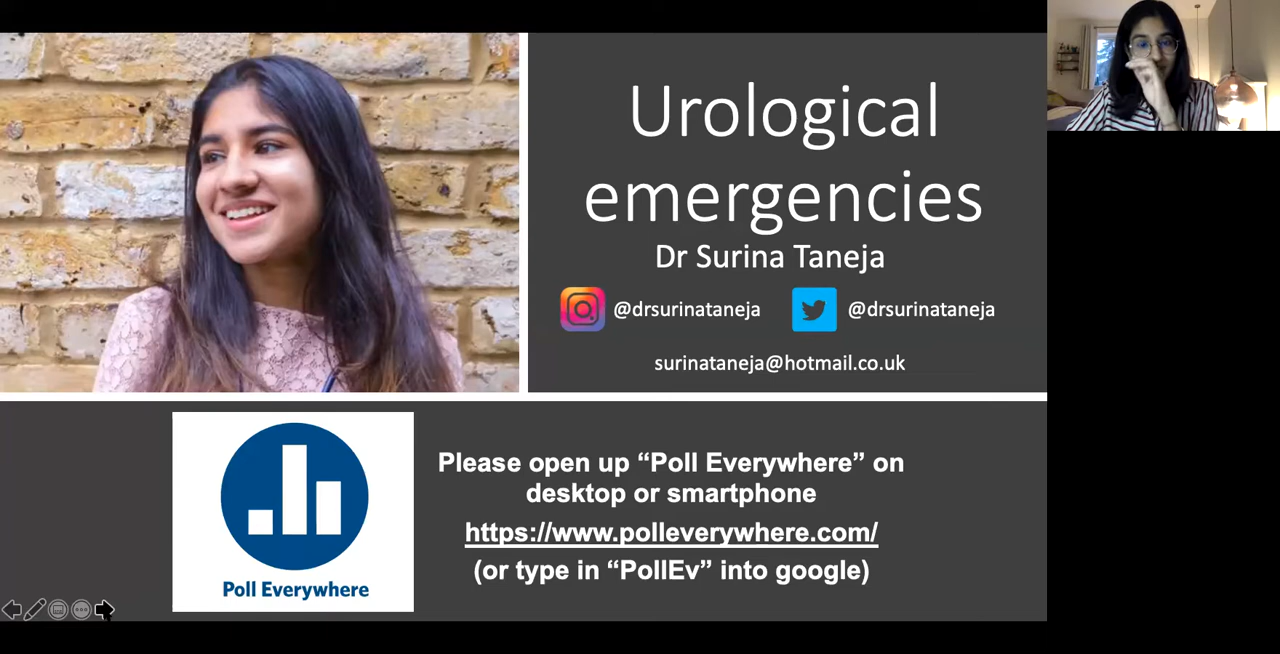 Urological
emergencies
Dr Surina Taneja
@drsurinataneja
@drsurinataneja
surinataneja@hotmail.co.uk
Poll Everywhere
Please open up “Poll Everywhere” on
desktop or smartphone
https://www.polleverywhere.com/
(or type in “PollEv” into google)